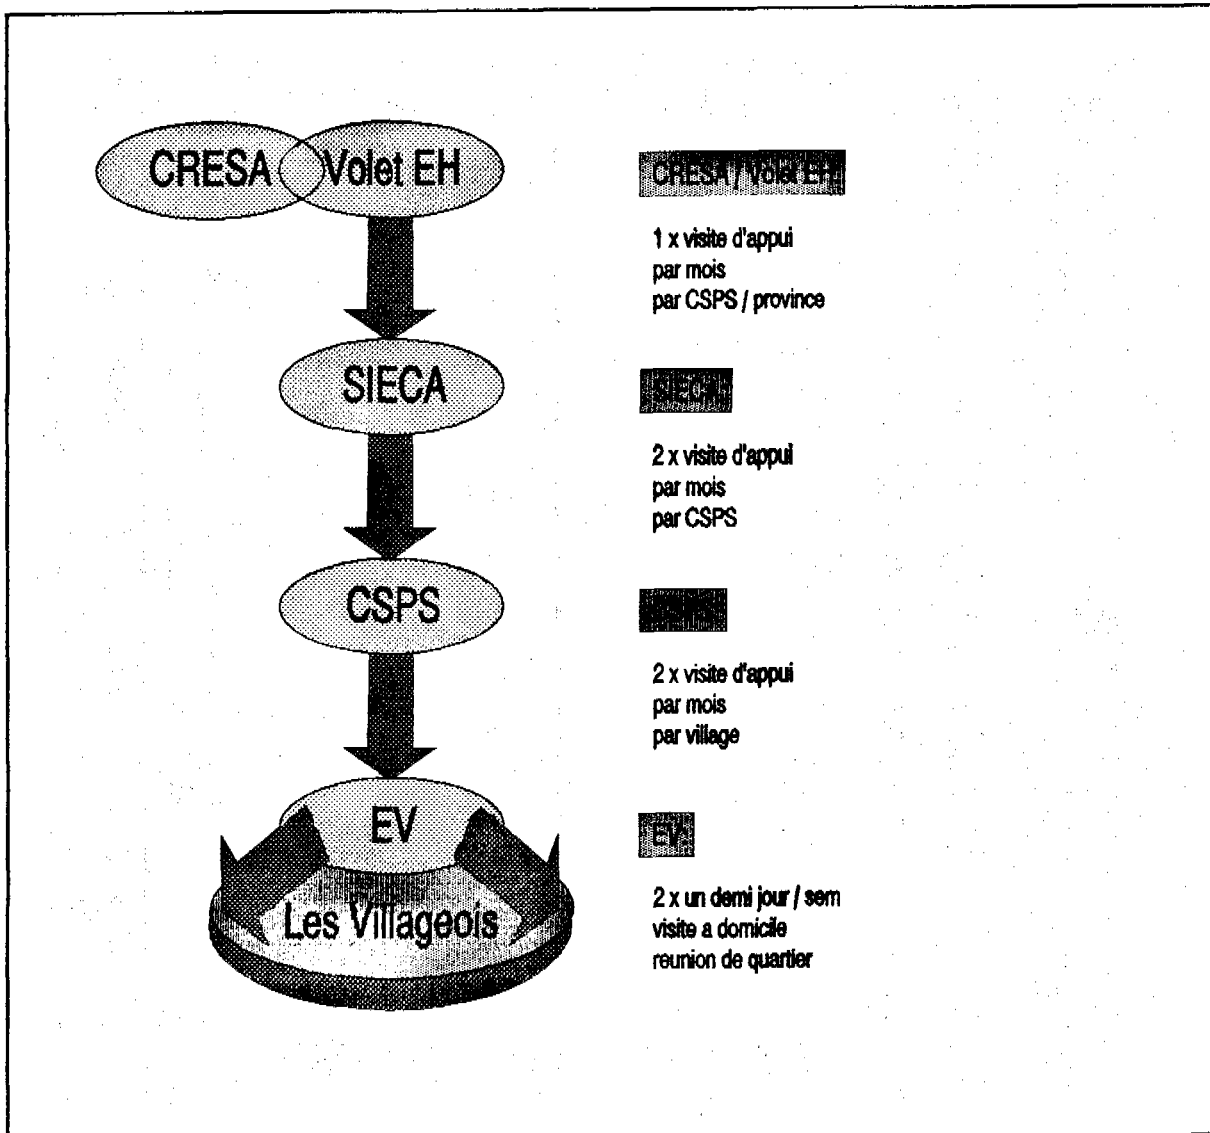 CRESA
Volet EH
CRESA / Volet EH:
1 x visite d'appui
par mois
par CSPS / province
SIECA
SIECA:
2 x visite d'appui
par mois
par CSPS
CSPS
CSPS:
2 x visite d'appui
par mois
par village
EV
EV:
2 x un demi jour / sem
visite a domicile
reunion de quartier
Les Villageois